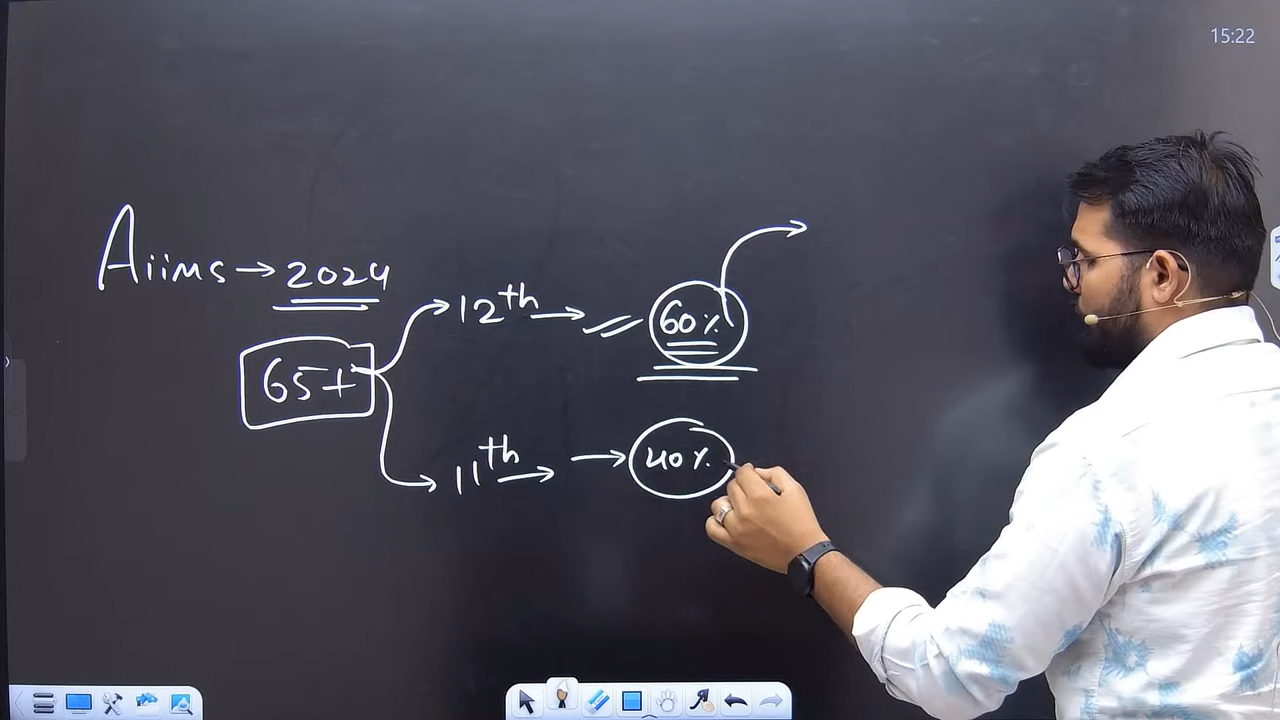 15:22
Aiims → 2024
12th → 60%
65+
11th → → 40%